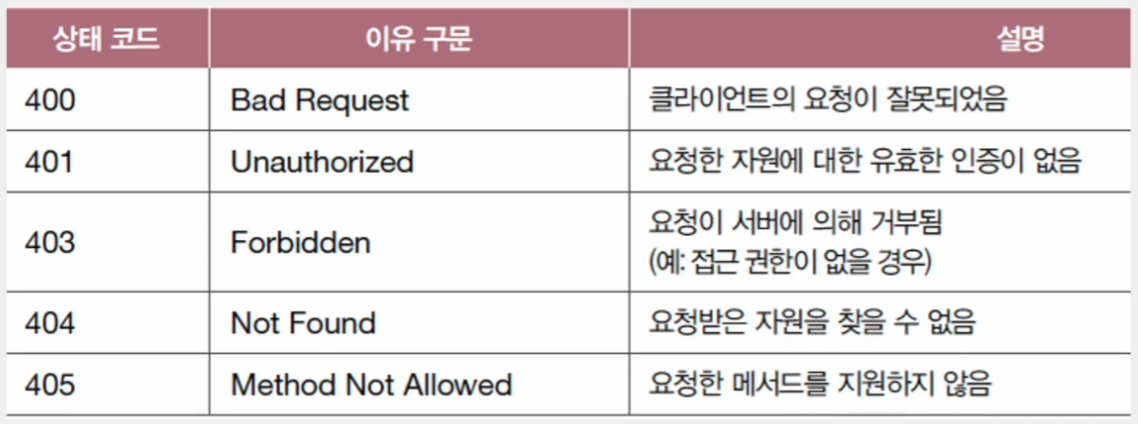 상태 코드 이유 구문 설명
400 Bad Request 클라이언트의 요청이 잘못되었음
401 Unauthorized 요청한 자원에 대한 유효한 인증이 없음
403 Forbidden 요청이 서버에 의해 거부됨
(예: 접근 권한이 없을 경우)
404 Not Found 요청받은 자원을 찾을 수 없음
405 Method Not Allowed 요청한 메서드를 지원하지 않음